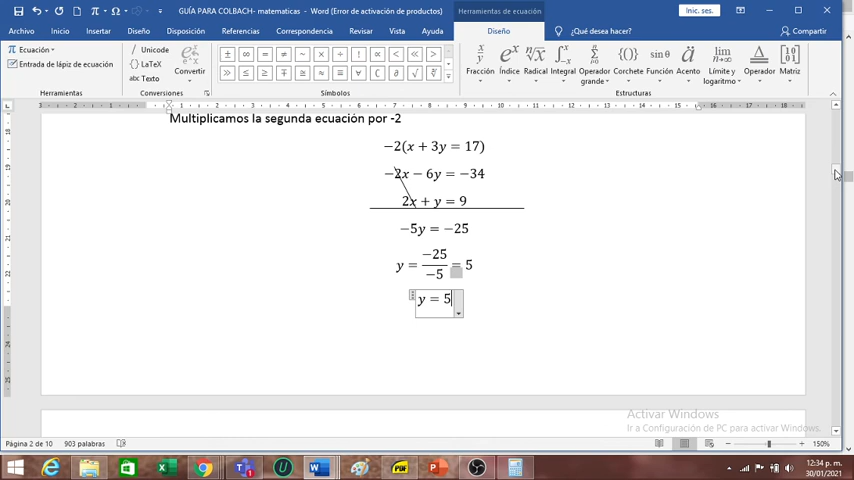 GUÍA PARA COLBACH- matematicas - Word (Error de activación de productos)
Herramientas de ecuación
Inic. ses.
Archivo Inicio Insertar Diseño Disposición Referencias Correspondencia Revisar Vista Ayuda Diseño ¿Qué desea hacer? Compartir
π Ecuación
Entrada de lápiz de ecuación
Unicode
{}LaTeX
abc Texto
Convertir
± ∞ = ≠ ~ × ÷ ! ∝ <
≫ ≤ ≥ ∓ ≅ ≈ ≡ ∀ ∁ ∂ √ ∛
Fracción Índice Radical Integral Operador grande Corchete Función Acento Límite y logaritmo Operador Matriz
Herramientas Conversiones Símbolos Estructuras
Multiplicamos la segunda ecuación por -2
−2(x + 3y = 17)
−2x − 6y = −34
2x + y = 9
−5y = −25
y = −25/−5 = 5
y = 5
Activar Windows
Ir a Configuración de PC para activar Windows.
Página 2 de 10 903 palabras 150%
12:34 p. m.
30/01/2021